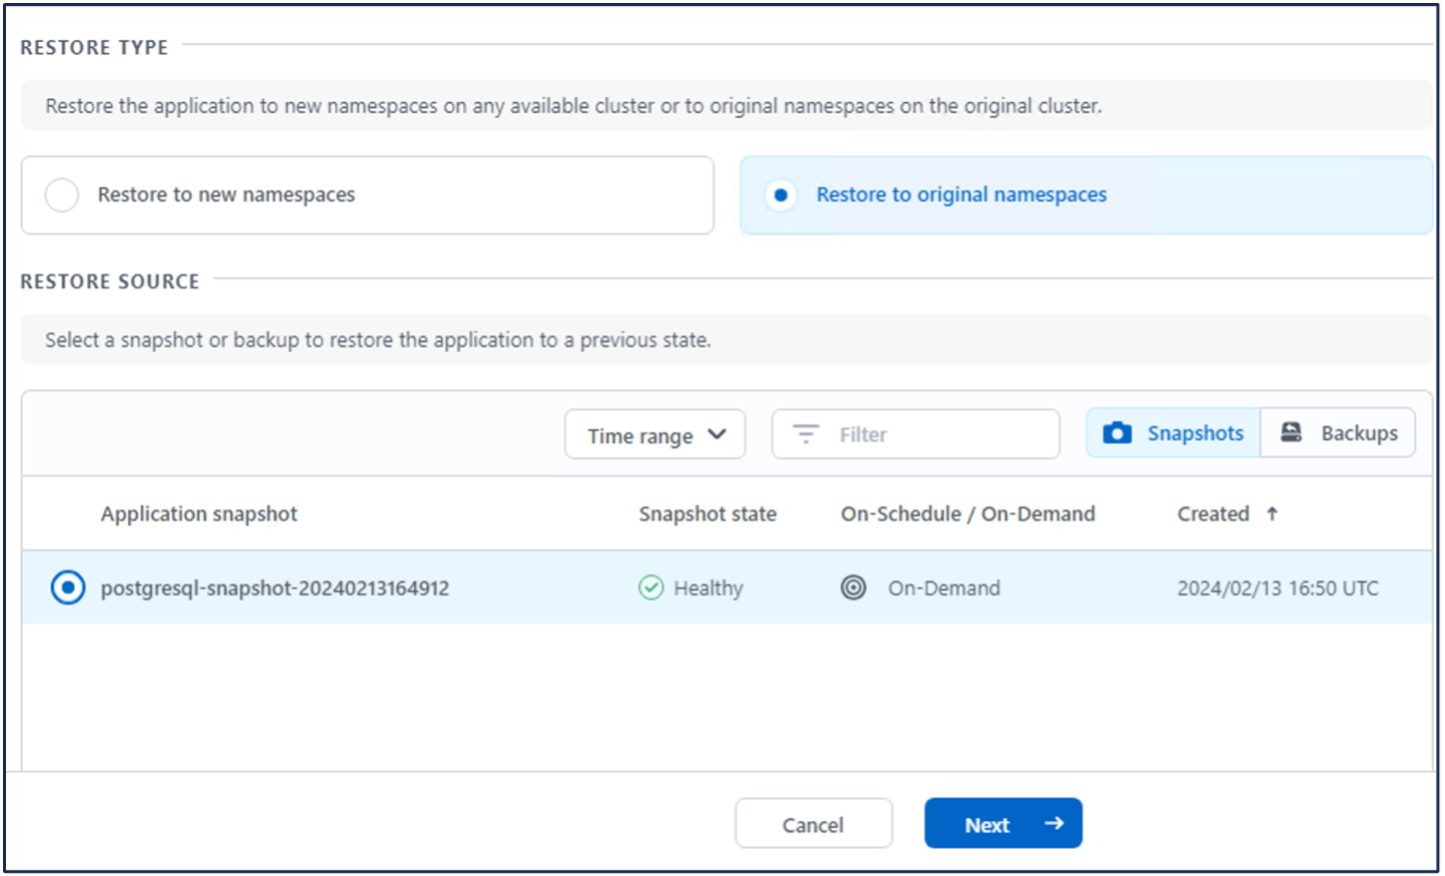 RESTORE TYPE
Restore the application to new namespaces on any available cluster or to original namespaces on the original cluster.
Restore to new namespaces
Restore to original namespaces
RESTORE SOURCE
Select a snapshot or backup to restore the application to a previous state.
Time range
Filter
Snapshots
Backups
Application snapshot
Snapshot state
On-Schedule / On-Demand
Created ↑
postgresql-snapshot-20240213164912
Healthy
On-Demand
2024/02/13 16:50 UTC
Cancel
Next →